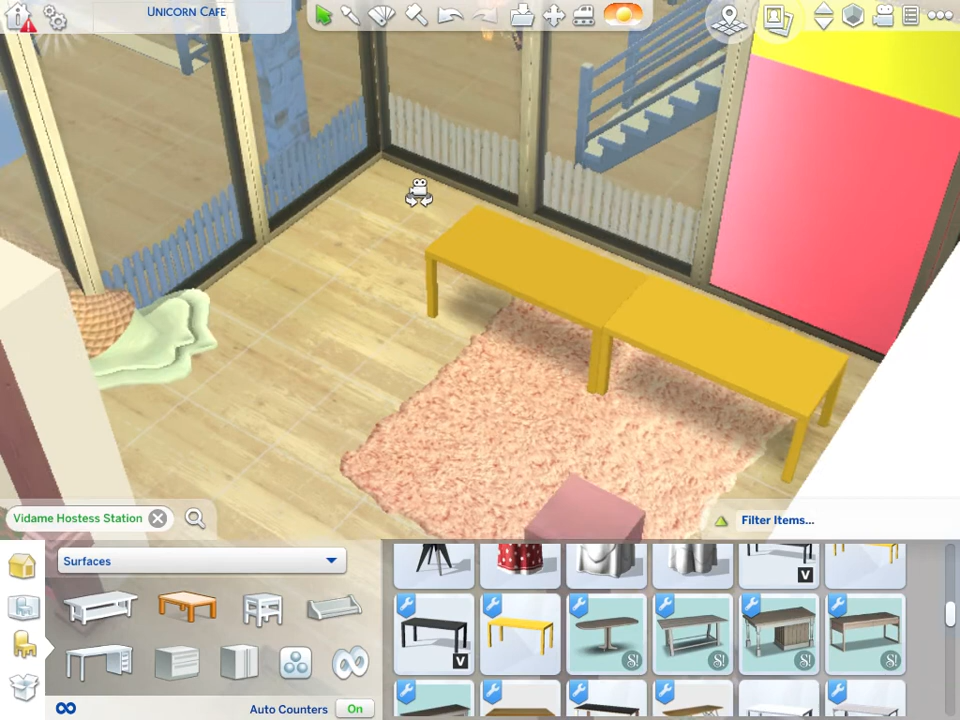 UNICORN CAFE
Vidame Hostess Station
Filter Items...
Surfaces
V
V
S!
S!
S!
S!
Auto Counters
On